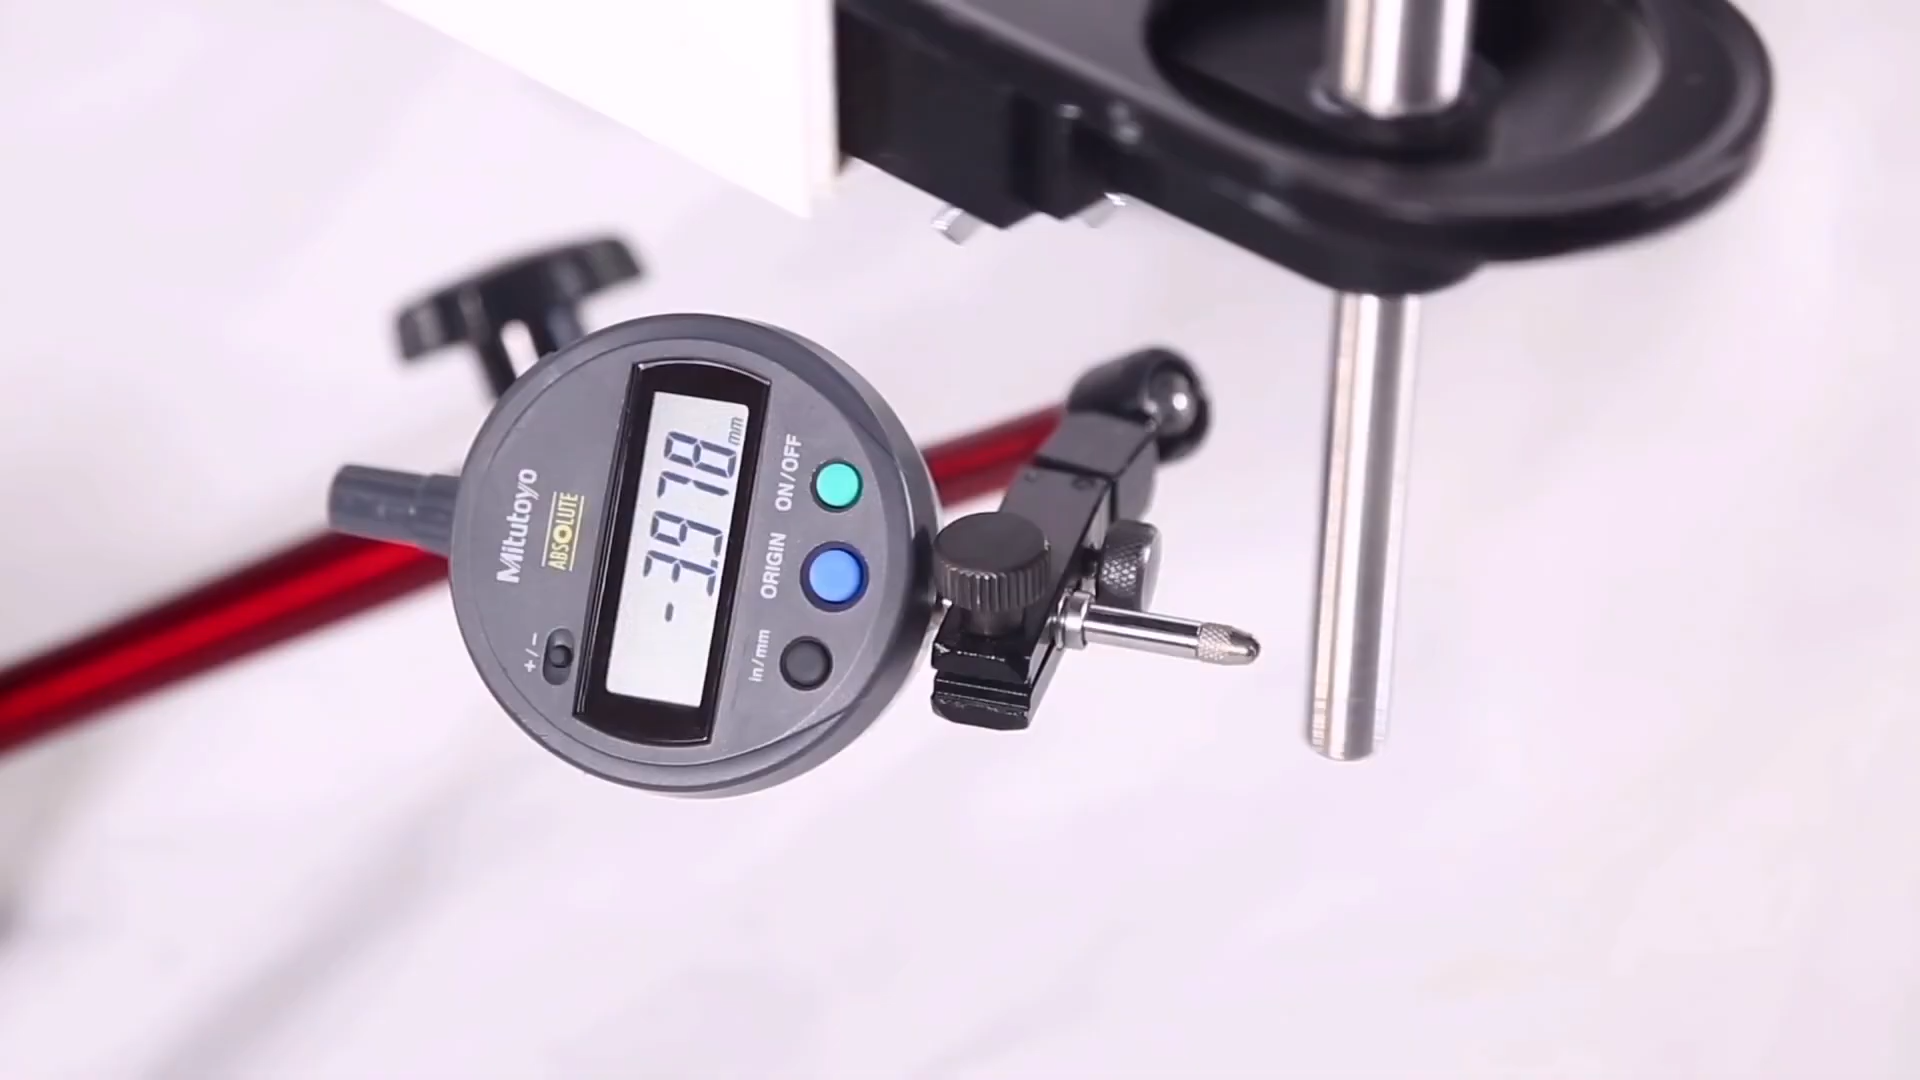 Mitutoyo
ABSOLUTE
-3.978
mm
+/-
in/mm
ORIGIN
ON/OFF